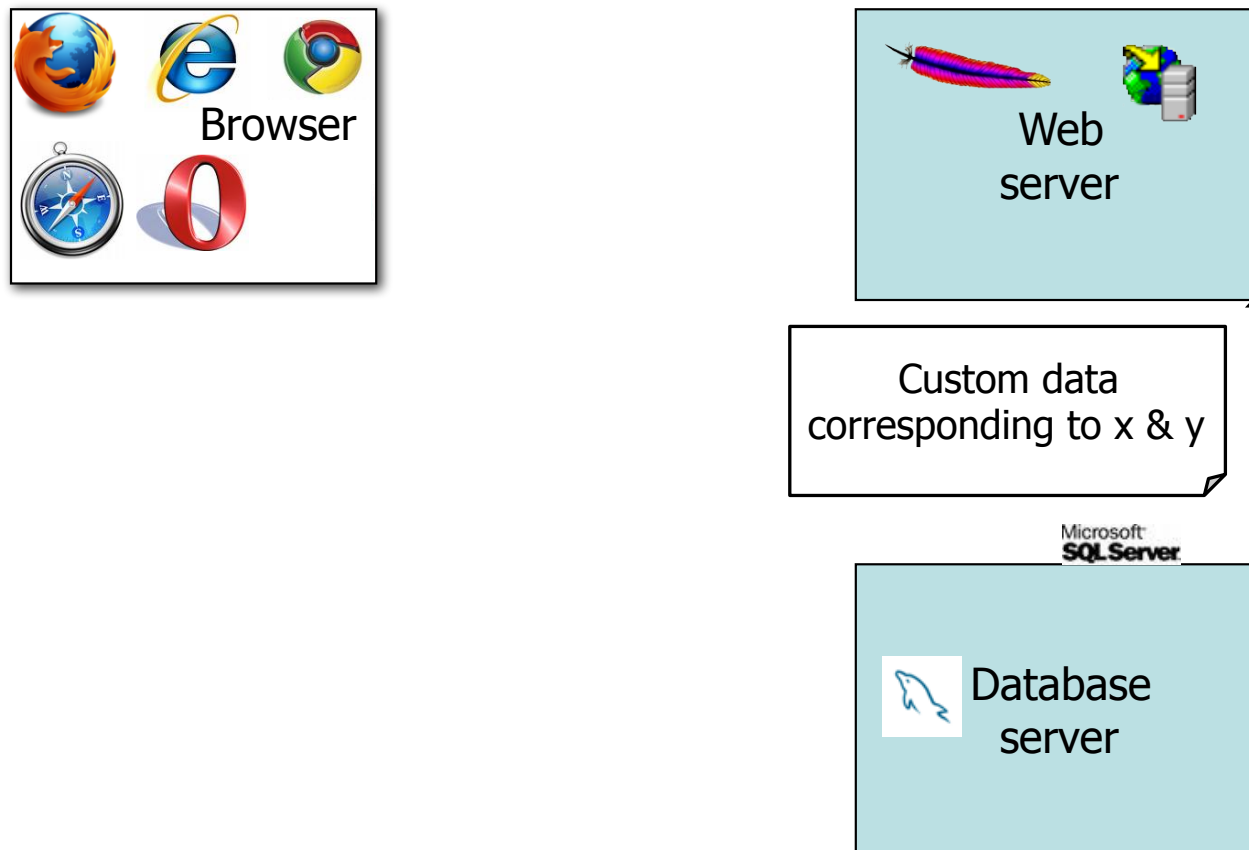 Browser
Web
server
Custom data
corresponding to x & y
Microsoft
SQL Server
Database
server